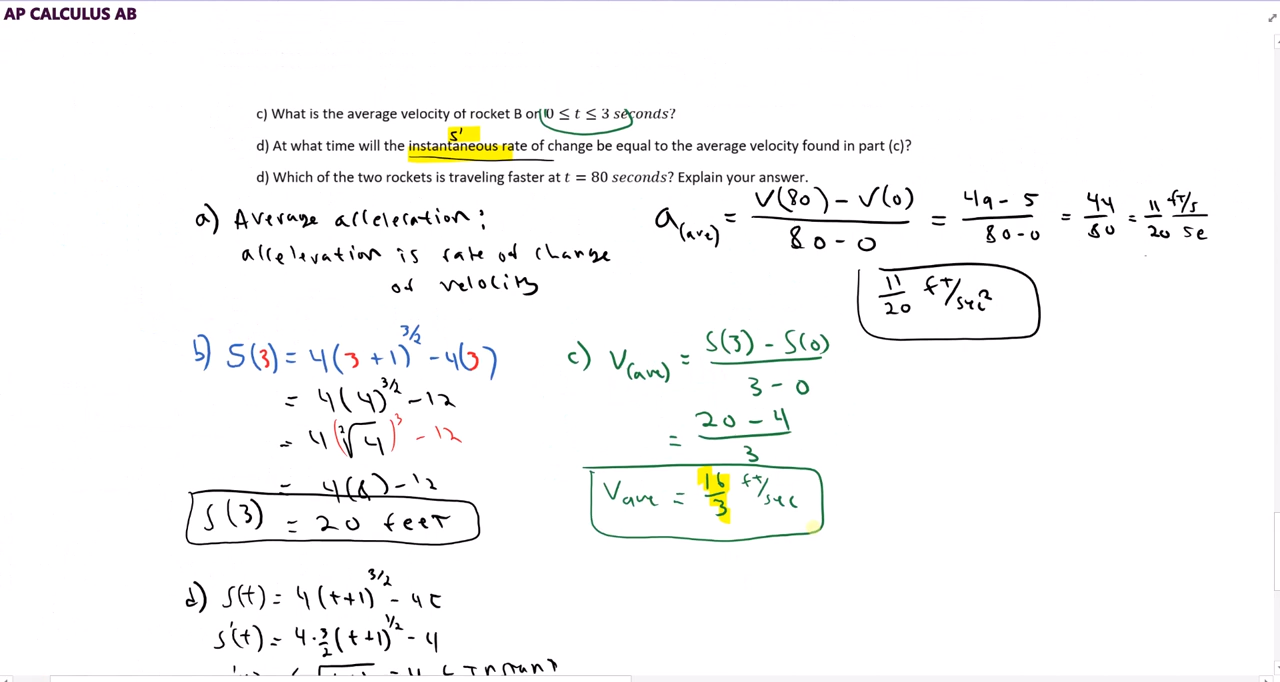 AP CALCULUS AB
c) What is the average velocity of rocket B on 0 ≤ t ≤ 3 seconds?
s'
d) At what time will the instantaneous rate of change be equal to the average velocity found in part (c)?
d) Which of the two rockets is traveling faster at t = 80 seconds? Explain your answer.
a) Average acceleration:
acceleration is rate of change
of velocity
a(ave) = (V(80) - V(0))/(80 - 0) = (49 - 5)/(80 - 0) = 44/80 = 11/20 ft/s/se
11/20 ft/sec²
b) S(3) = 4(3 + 1)^3/2 - 4(3)
= 4(4)^3/2 - 12
= 4(²√4)^3 - 12
= 4(8) - 12
S(3) = 20 feet
c) V(ave) = (S(3) - S(0))/(3 - 0)
= (20 - 4)/3
Vave = 16/3 ft/sec
d) S(t) = 4(t+1)^3/2 - 4t
S'(t) = 4·3/2(t+1)^1/2 - 4